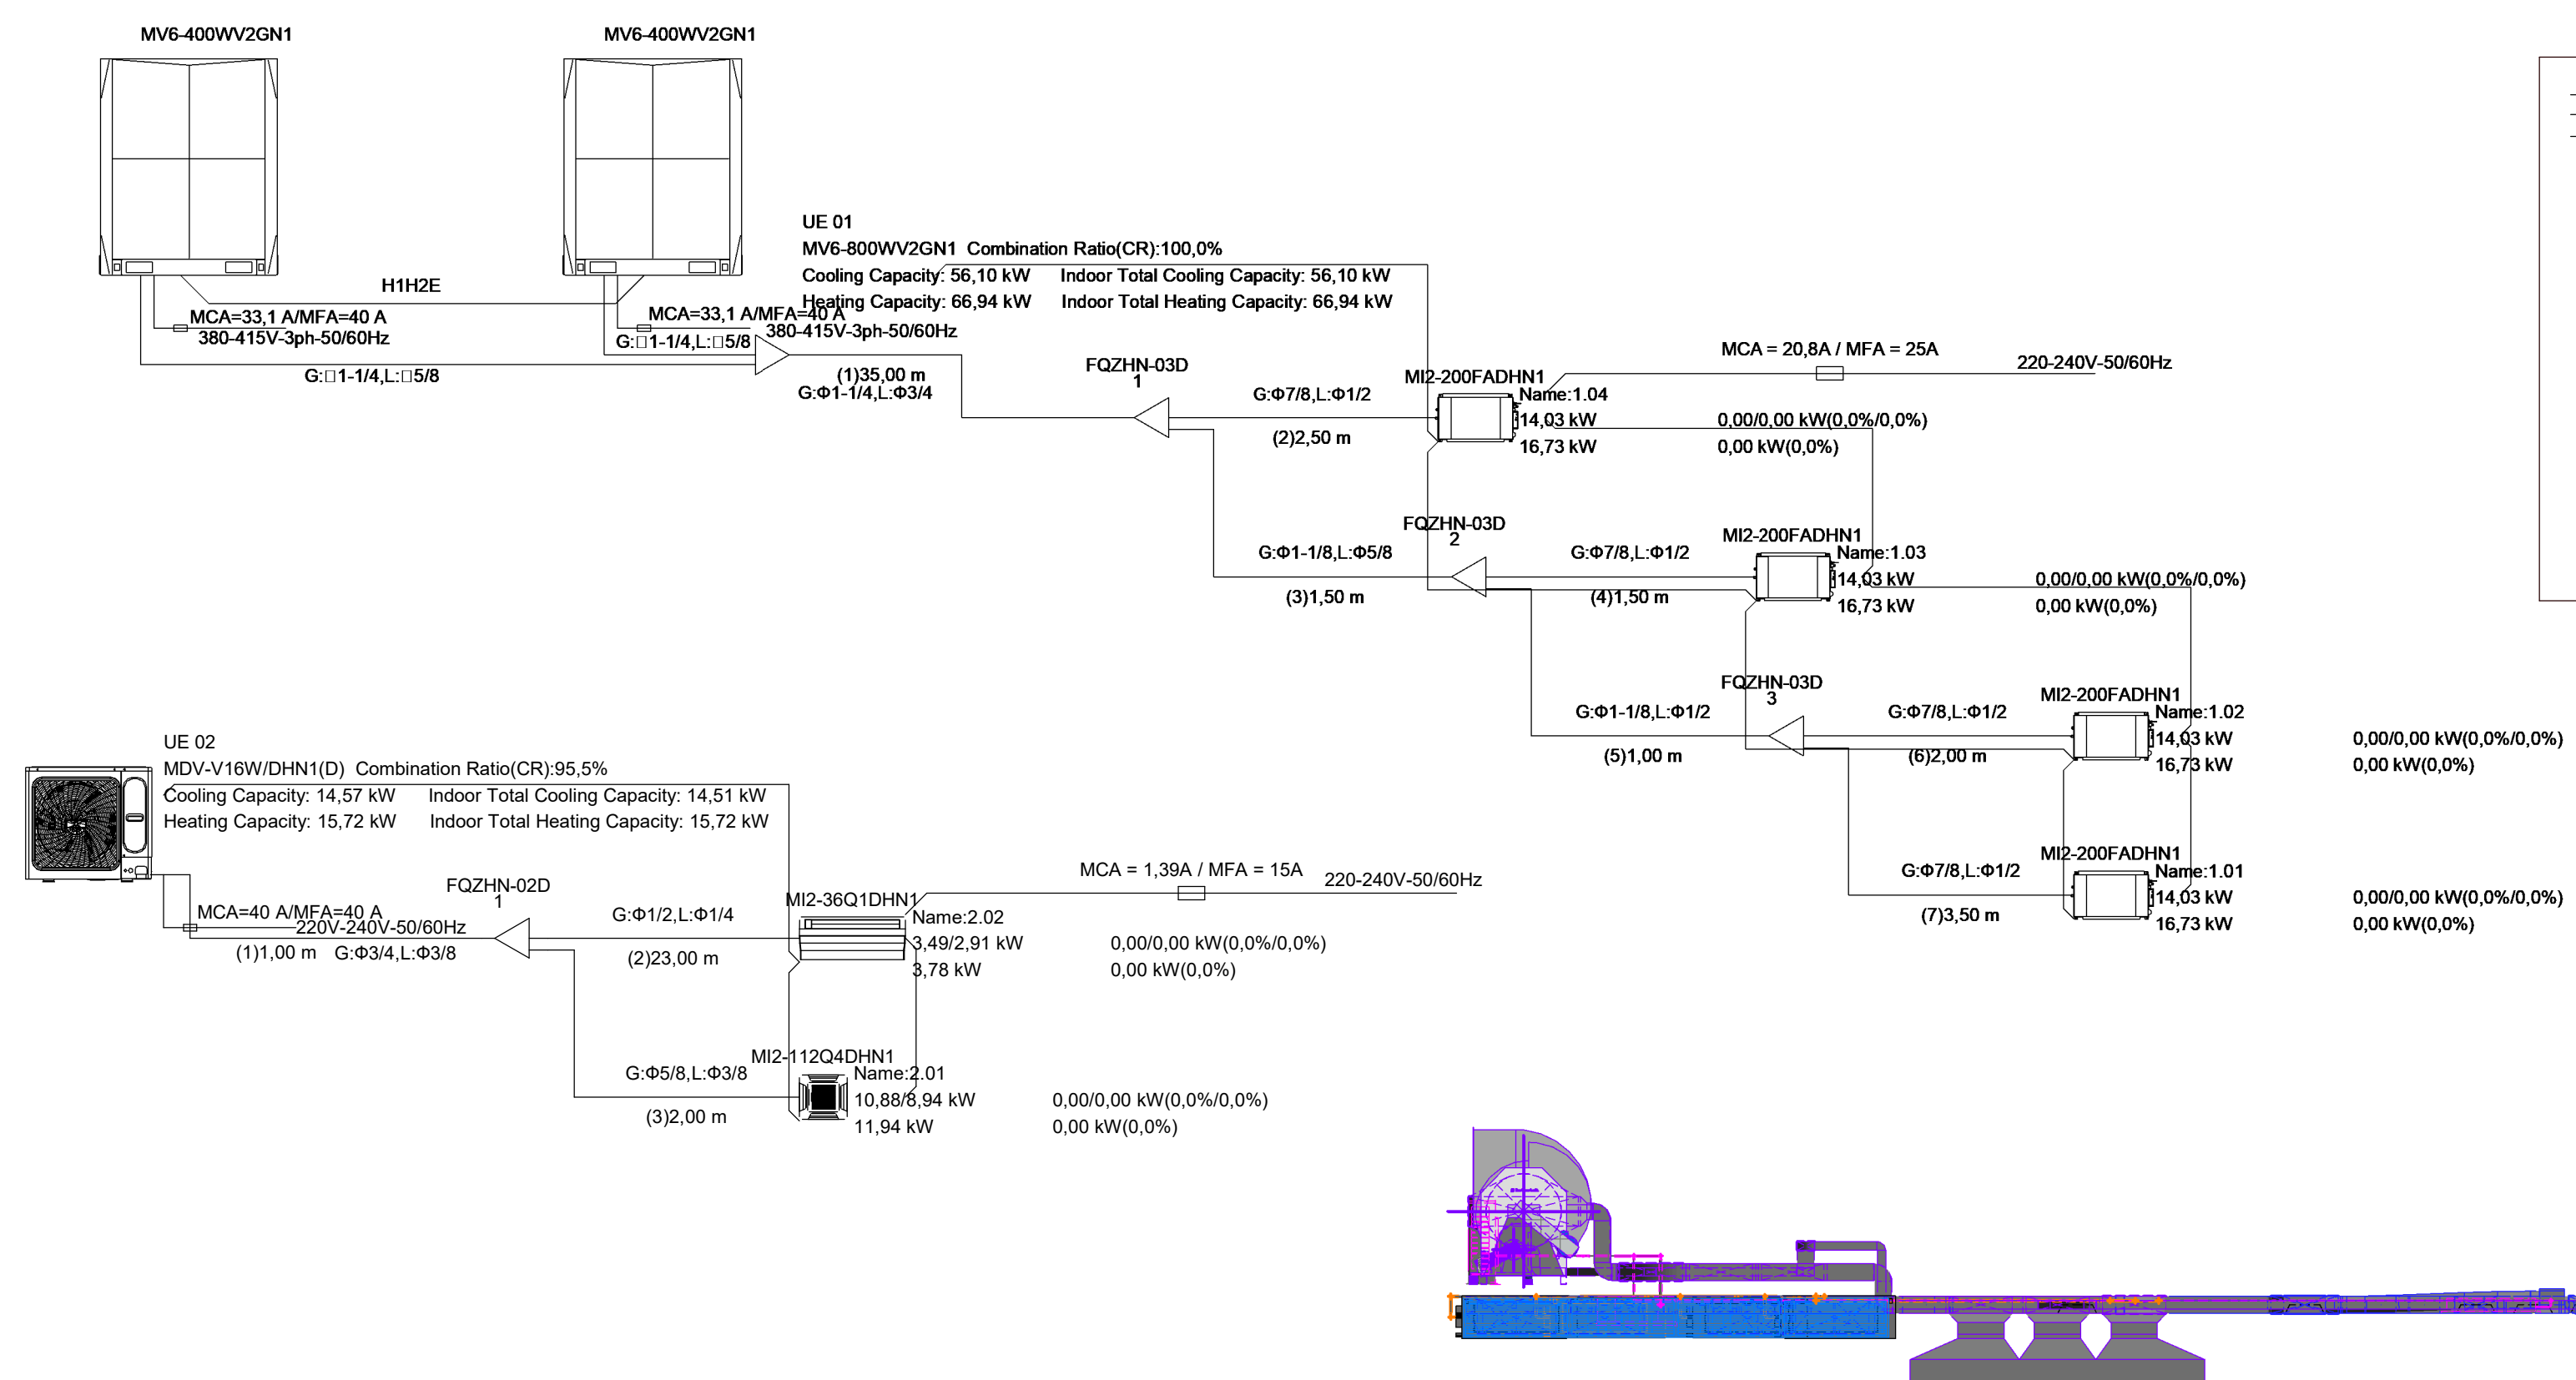 MV6-400WV2GN1
MV6-400WV2GN1
UE 01
MV6-800WV2GN1 Combination Ratio(CR):100,0%
Cooling Capacity: 56,10 kW Indoor Total Cooling Capacity: 56,10 kW
Heating Capacity: 66,94 kW Indoor Total Heating Capacity: 66,94 kW
H1H2E
MCA=33,1 A/MFA=40 A
380-415V-3ph-50/60Hz
G:□1-1/4,L:□5/8
MCA=33,1 A/MFA=40 A
380-415V-3ph-50/60Hz
G:□1-1/4,L:□5/8
(1)35,00 m
G:Φ1-1/4,L:Φ3/4
FQZHN-03D
1
G:Φ7/8,L:Φ1/2
(2)2,50 m
MI2-200FADHN1
Name:1.04
14,03 kW 0,00/0,00 kW(0,0%/0,0%)
16,73 kW 0,00 kW(0,0%)
MCA = 20,8A / MFA = 25A
220-240V-50/60Hz
G:Φ1-1/8,L:Φ5/8
(3)1,50 m
FQZHN-03D
2
G:Φ7/8,L:Φ1/2
(4)1,50 m
MI2-200FADHN1
Name:1.03
14,03 kW 0,00/0,00 kW(0,0%/0,0%)
16,73 kW 0,00 kW(0,0%)
G:Φ1-1/8,L:Φ1/2
(5)1,00 m
FQZHN-03D
3
G:Φ7/8,L:Φ1/2
(6)2,00 m
MI2-200FADHN1
Name:1.02
14,03 kW 0,00/0,00 kW(0,0%/0,0%)
16,73 kW 0,00 kW(0,0%)
G:Φ7/8,L:Φ1/2
(7)3,50 m
MI2-200FADHN1
Name:1.01
14,03 kW 0,00/0,00 kW(0,0%/0,0%)
16,73 kW 0,00 kW(0,0%)
UE 02
MDV-V16W/DHN1(D) Combination Ratio(CR):95,5%
Cooling Capacity: 14,57 kW Indoor Total Cooling Capacity: 14,51 kW
Heating Capacity: 15,72 kW Indoor Total Heating Capacity: 15,72 kW
MCA=40 A/MFA=40 A
220V-240V-50/60Hz
(1)1,00 m G:Φ3/4,L:Φ3/8
FQZHN-02D
1
G:Φ1/2,L:Φ1/4
(2)23,00 m
MI2-36Q1DHN1
Name:2.02
3,49/2,91 kW 0,00/0,00 kW(0,0%/0,0%)
3,78 kW 0,00 kW(0,0%)
MCA = 1,39A / MFA = 15A
220-240V-50/60Hz
G:Φ5/8,L:Φ3/8
(3)2,00 m
MI2-112Q4DHN1
Name:2.01
10,88/8,94 kW 0,00/0,00 kW(0,0%/0,0%)
11,94 kW 0,00 kW(0,0%)